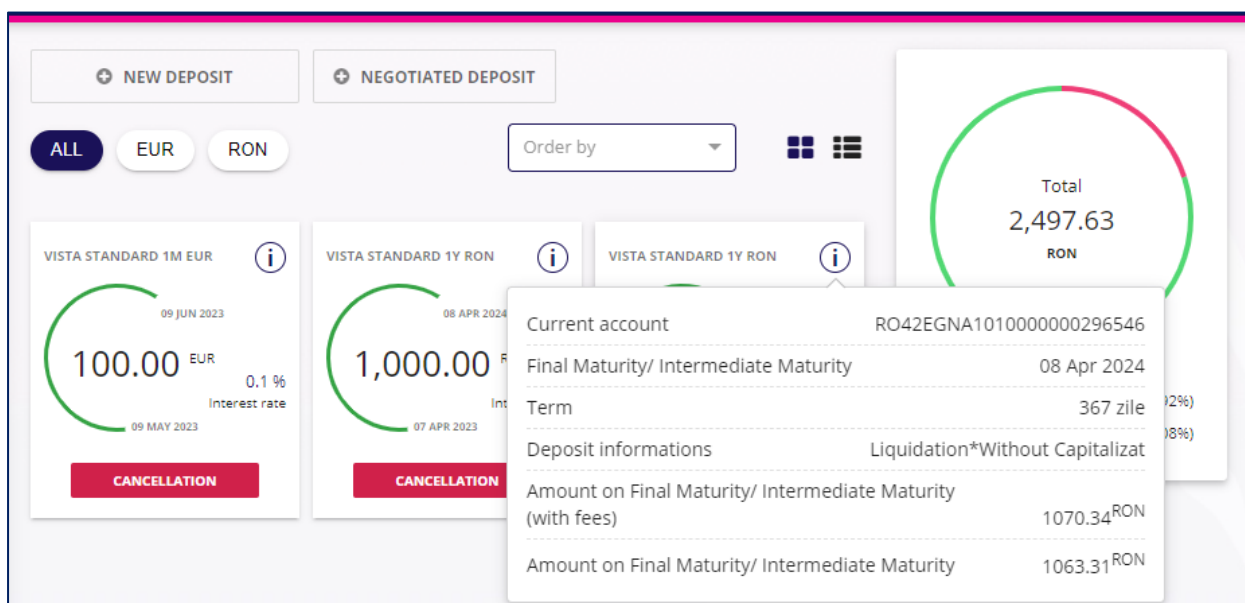 NEW DEPOSIT
NEGOTIATED DEPOSIT
ALL
EUR
RON
Order by
Total
2,497.63
RON
VISTA STANDARD 1M EUR
i
09 JUN 2023
100.00 EUR
0.1 %
Interest rate
09 MAY 2023
CANCELLATION
VISTA STANDARD 1Y RON
i
08 APR 2024
1,000.00
07 APR 2023
CANCELLATION
VISTA STANDARD 1Y RON
i
Current account RO42EGNA1010000000296546
Final Maturity/ Intermediate Maturity 08 Apr 2024
Term 367 zile
Deposit informations Liquidation*Without Capitalizat
Amount on Final Maturity/ Intermediate Maturity
(with fees) 1070.34 RON
Amount on Final Maturity/ Intermediate Maturity 1063.31 RON